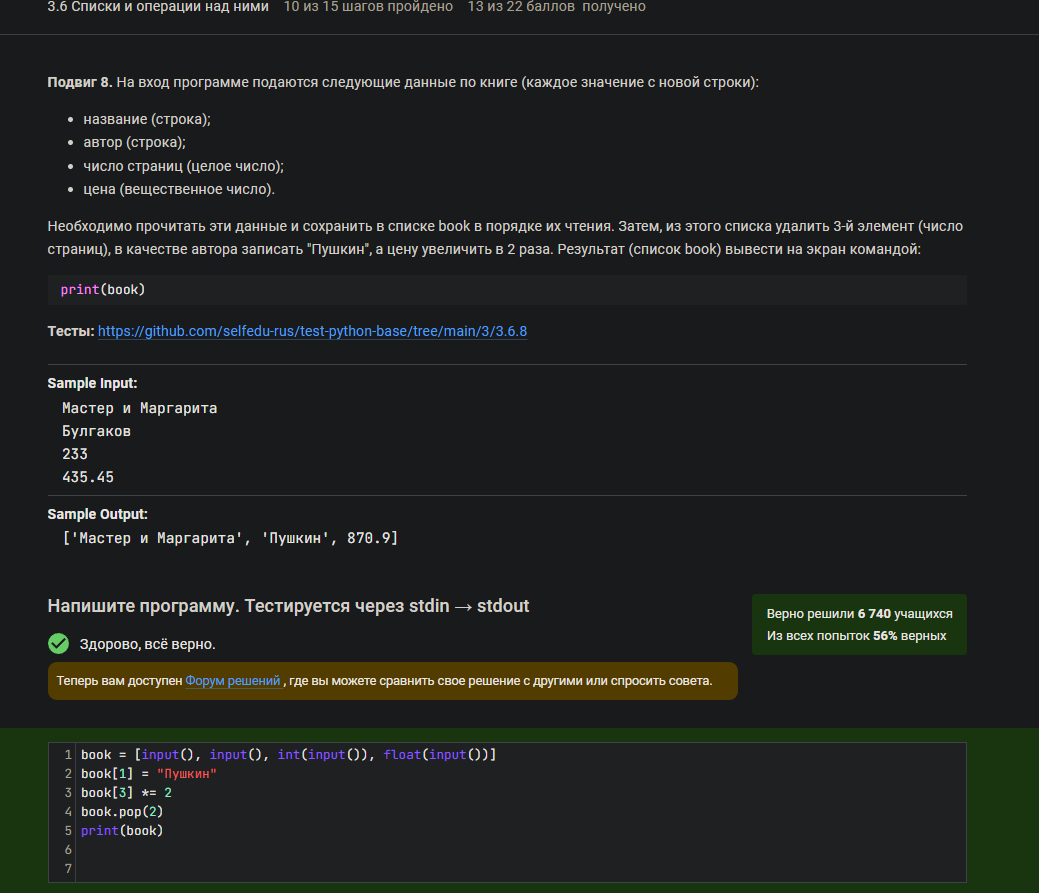 3.6 Списки и операции над ними 10 из 15 шагов пройдено 13 из 22 баллов получено
Подвиг 8. На вход программе подаются следующие данные по книге (каждое значение с новой строки):
• название (строка);
• автор (строка);
• число страниц (целое число);
• цена (вещественное число).
Необходимо прочитать эти данные и сохранить в списке book в порядке их чтения. Затем, из этого списка удалить 3-й элемент (число
страниц), в качестве автора записать "Пушкин", а цену увеличить в 2 раза. Результат (список book) вывести на экран командой:
print(book)
Тесты: https://github.com/selfedu-rus/test-python-base/tree/main/3/3.6.8
Sample Input:
Мастер и Маргарита
Булгаков
233
435.45
Sample Output:
['Мастер и Маргарита', 'Пушкин', 870.9]
Напишите программу. Тестируется через stdin → stdout
Верно решили 6 740 учащихся
Из всех попыток 56% верных
Здорово, всё верно.
Теперь вам доступен Форум решений, где вы можете сравнить свое решение с другими или спросить совета.
1 book = [input(), input(), int(input()), float(input())]
2 book[1] = "Пушкин"
3 book[3] *= 2
4 book.pop(2)
5 print(book)
6
7